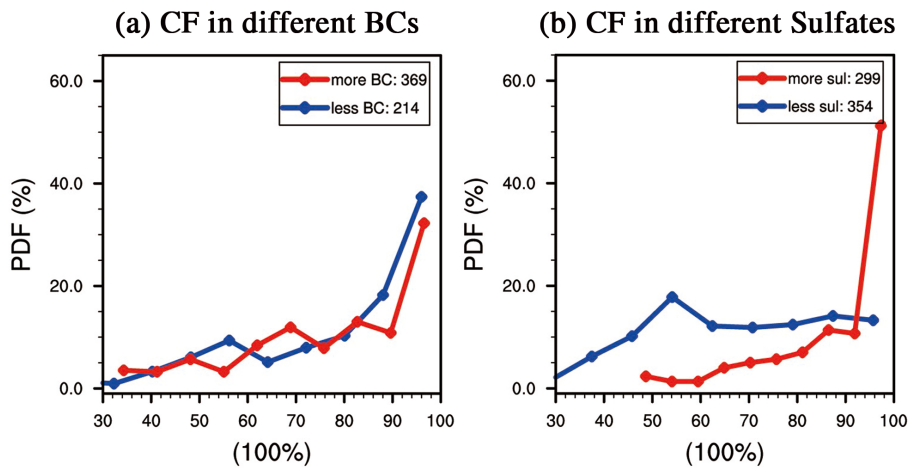 (a) CF in different BCs
60.0
40.0
20.0
0.0
PDF (%)
more BC: 369
less BC: 214
30 40 50 60 70 80 90 100
(100%)
(b) CF in different Sulfates
60.0
40.0
20.0
0.0
PDF (%)
more sul: 299
less sul: 354
30 40 50 60 70 80 90 100
(100%)